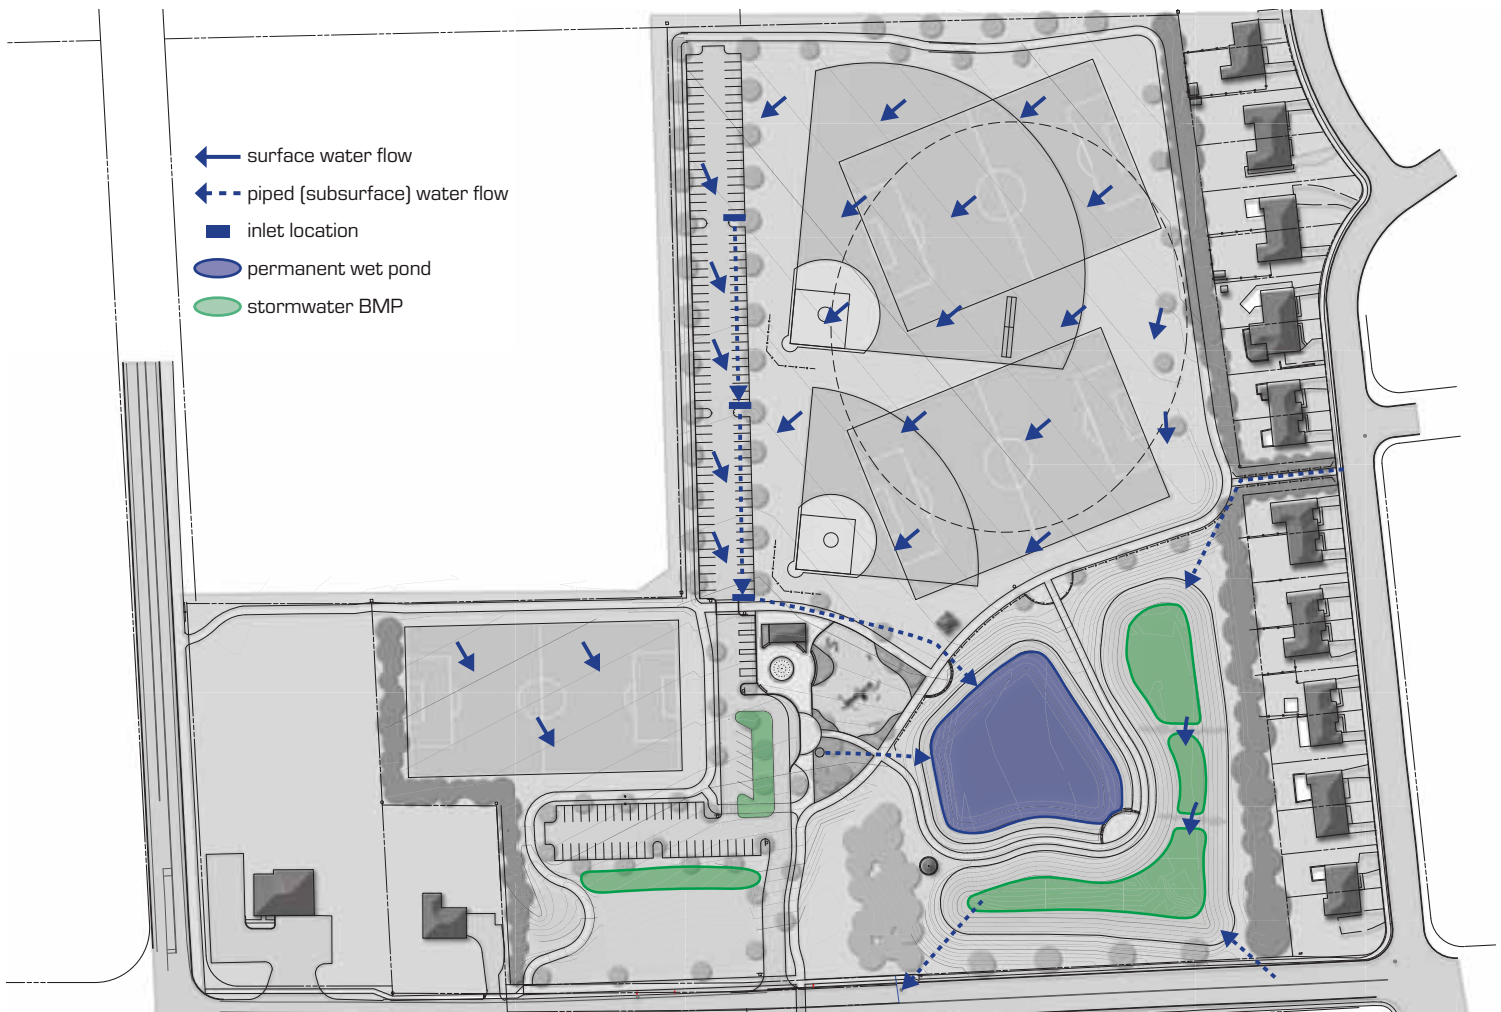 surface water flow
piped (subsurface) water flow
inlet location
permanent wet pond
stormwater BMP